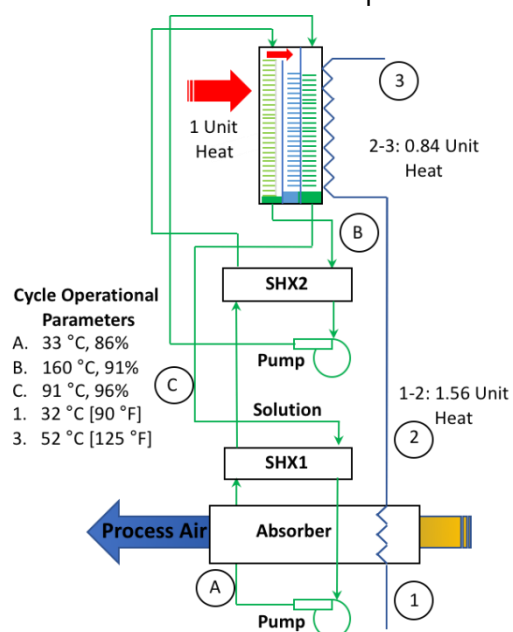 3
1 Unit
Heat
2-3: 0.84 Unit
Heat
B
SHX2
Cycle Operational
Parameters
A. 33 °C, 86%
B. 160 °C, 91%
C. 91 °C, 96%
1. 32 °C [90 °F]
3. 52 °C [125 °F]
Pump
C
1-2: 1.56 Unit
Heat
Solution
2
SHX1
Process Air
Absorber
A
1
Pump